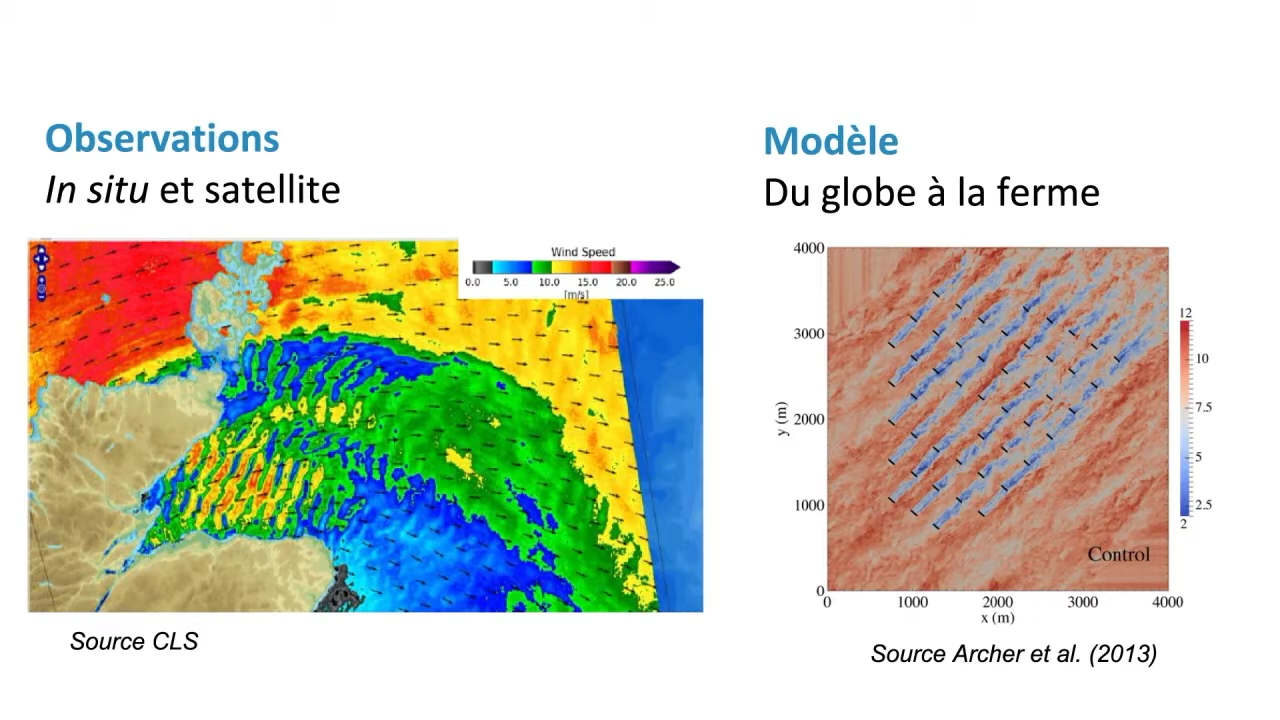 Observations
In situ et satellite
Wind Speed
0.0 5.0 10.0 15.0 20.0 25.0
[m/s]
Source CLS
Modèle
Du globe à la ferme
4000
3000
2000
1000
0
y (m)
0 1000 2000 3000 4000
x (m)
Control
12
10
7.5
5
2.5
2
Source Archer et al. (2013)